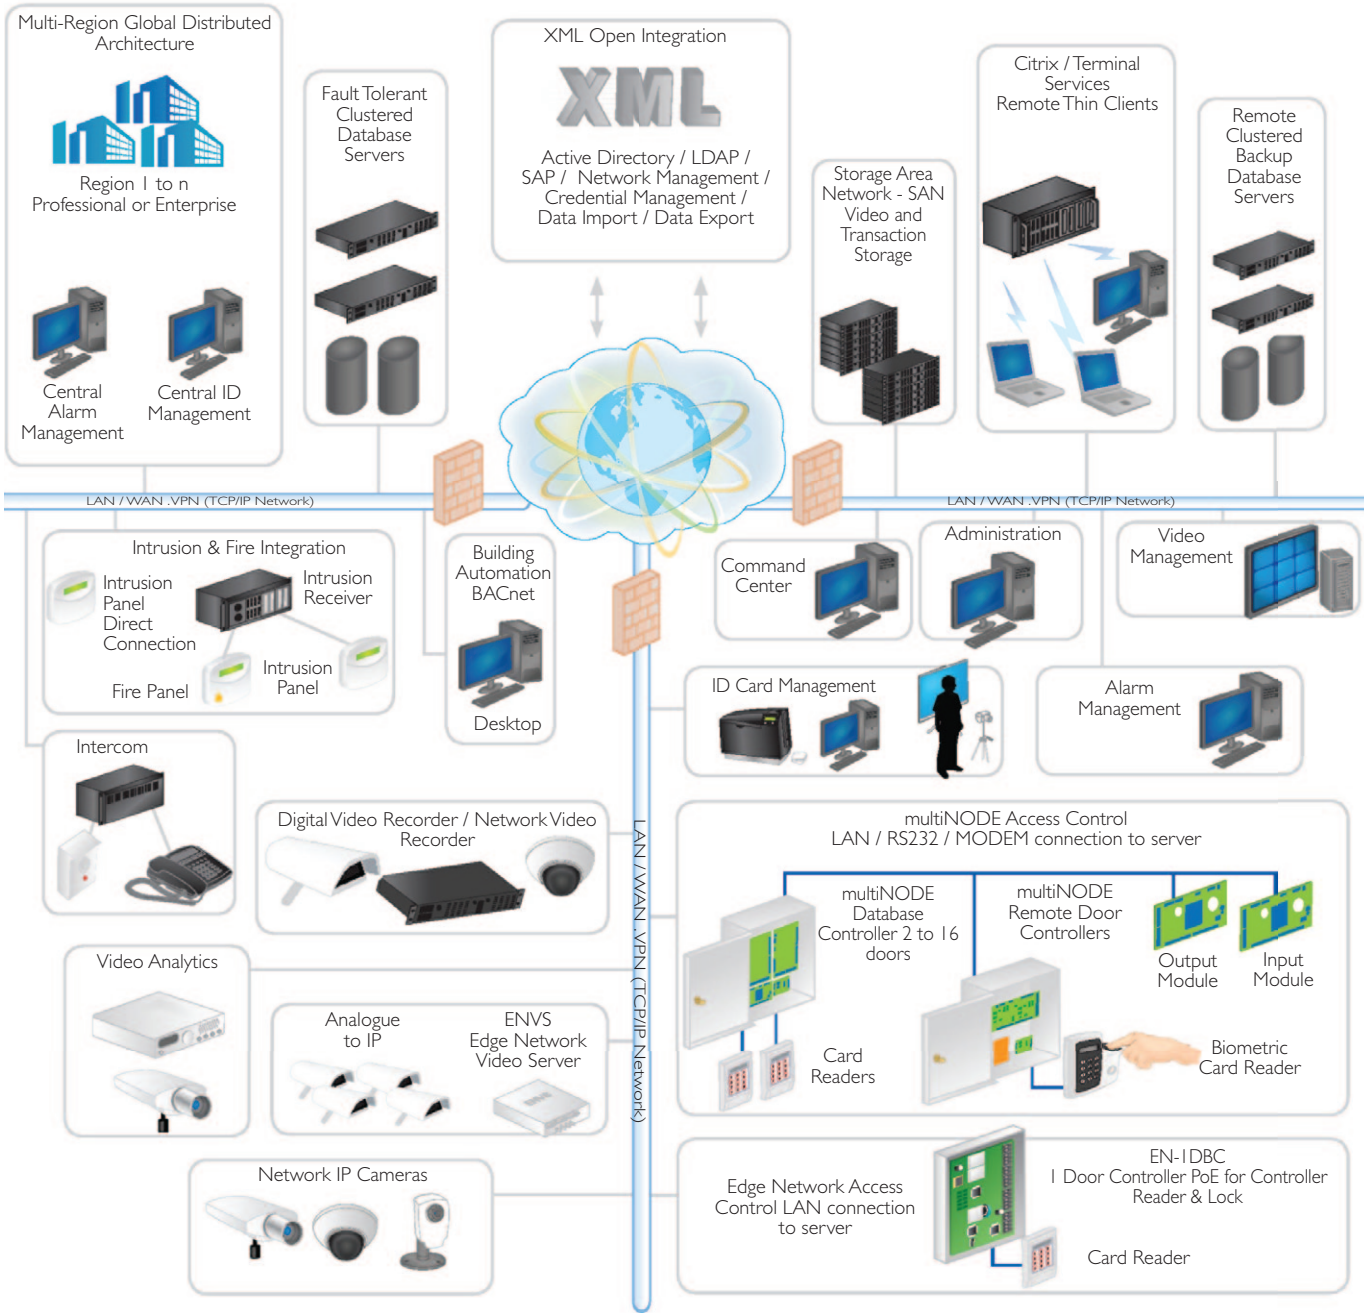 Multi-Region Global Distributed
Architecture
Region 1 to n
Professional or Enterprise
Central
Alarm
Management
Central ID
Management
Fault Tolerant
Clustered
Database
Servers
XML Open Integration
XML
Active Directory / LDAP /
SAP / Network Management /
Credential Management /
Data Import / Data Export
Storage Area
Network - SAN
Video and
Transaction
Storage
Citrix / Terminal
Services
Remote Thin Clients
Remote
Clustered
Backup
Database
Servers
LAN / WAN .VPN (TCP/IP Network)
LAN / WAN .VPN (TCP/IP Network)
Intrusion & Fire Integration
Intrusion
Panel
Direct
Connection
Intrusion
Receiver
Fire Panel
Intrusion
Panel
Building
Automation
BACnet
Desktop
Command
Center
Administration
Video
Management
ID Card Management
Alarm
Management
Intercom
Digital Video Recorder / Network Video
Recorder
LAN / WAN .VPN (TCP/IP Network)
multiNODE Access Control
LAN / RS232 / MODEM connection to server
multiNODE
Database
Controller 2 to 16
doors
multiNODE
Remote Door
Controllers
Output
Module
Input
Module
Card
Readers
Biometric
Card Reader
Video Analytics
Analogue
to IP
ENVS
Edge Network
Video Server
Network IP Cameras
Edge Network Access
Control LAN connection
to server
EN-1DBC
1 Door Controller PoE for Controller
Reader & Lock
Card Reader